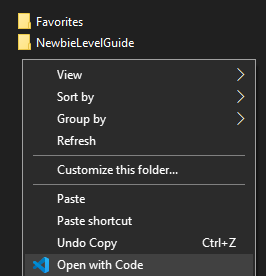 Favorites
NewbieLevelGuide
View
Sort by
Group by
Refresh
Customize this folder...
Paste
Paste shortcut
Undo Copy Ctrl+Z
Open with Code